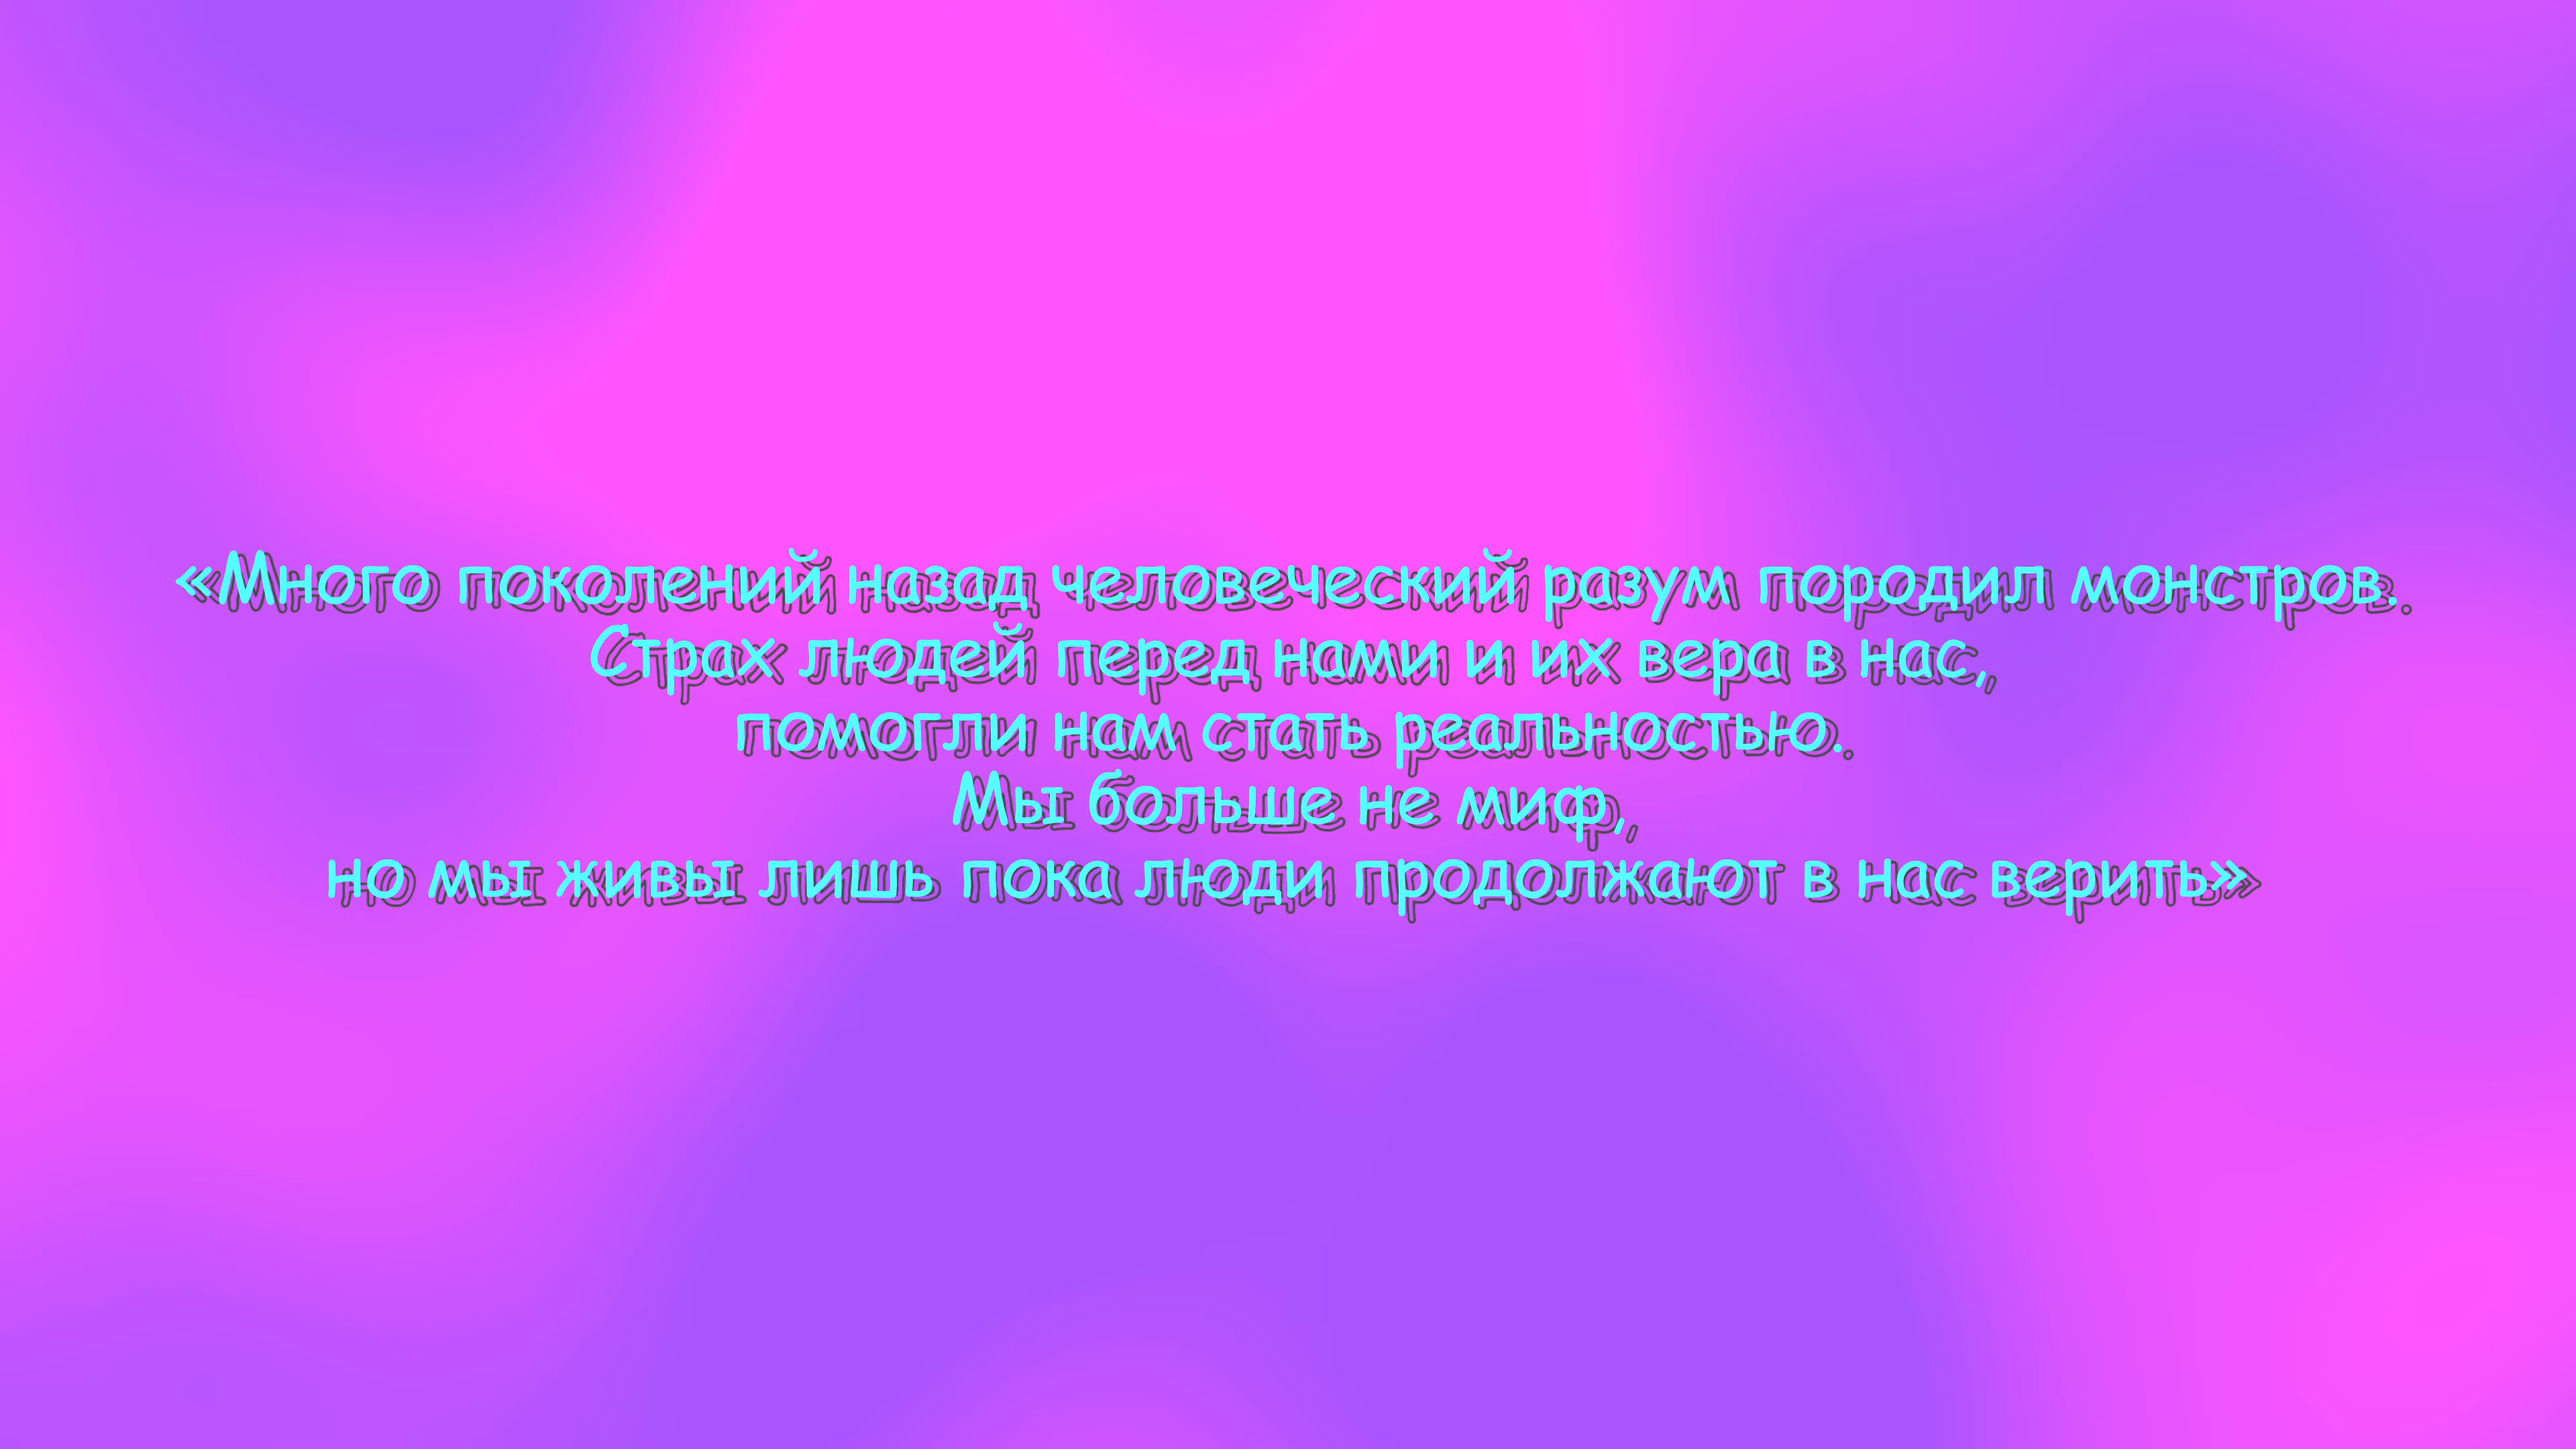 «Много поколений назад человеческий разум породил монстров.
Страх людей перед нами и их вера в нас,
помогли нам стать реальностью.
Мы больше не миф,
но мы живы лишь пока люди продолжают в нас верить»